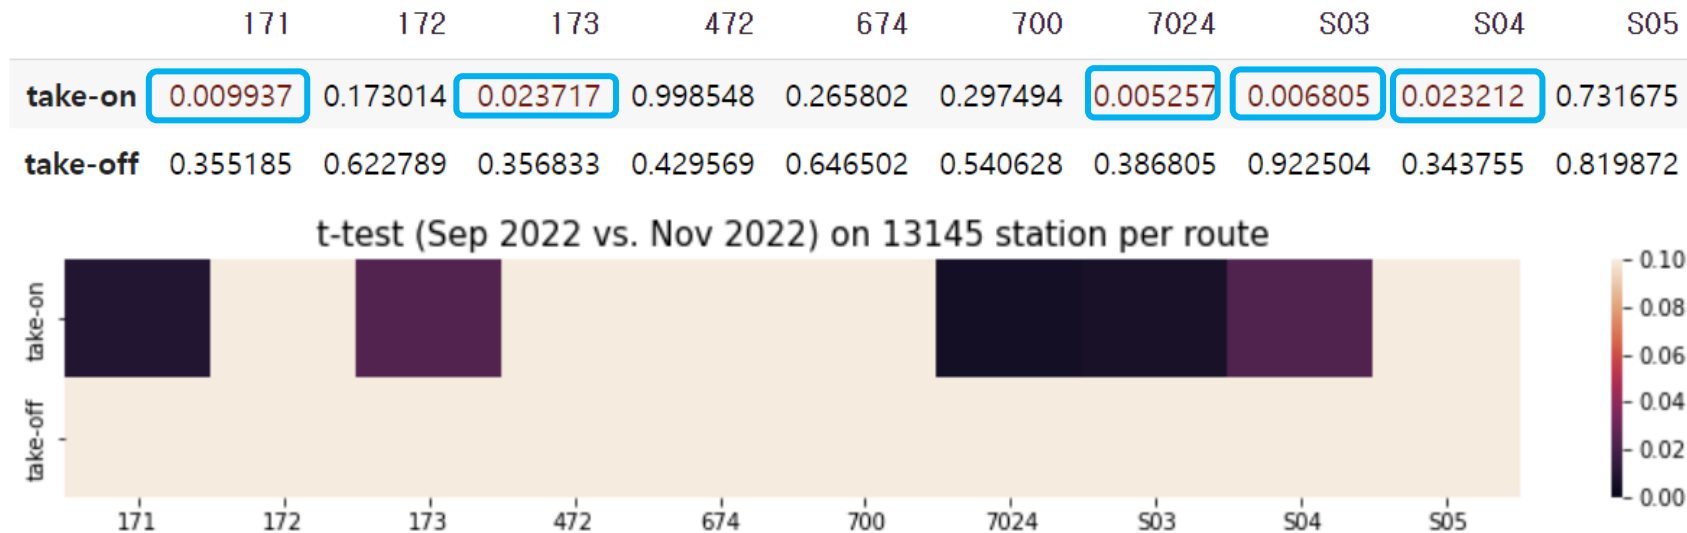 171 172 173 472 674 700 7024 S03 S04 S05
take-on 0.009937 0.173014 0.023717 0.998548 0.265802 0.297494 0.005257 0.006805 0.023212 0.731675
take-off 0.355185 0.622789 0.356833 0.429569 0.646502 0.540628 0.386805 0.922504 0.343755 0.819872
t-test (Sep 2022 vs. Nov 2022) on 13145 station per route
take-on
take-off
171 172 173 472 674 700 7024 S03 S04 S05
0.10
0.08
0.06
0.04
0.02
0.00